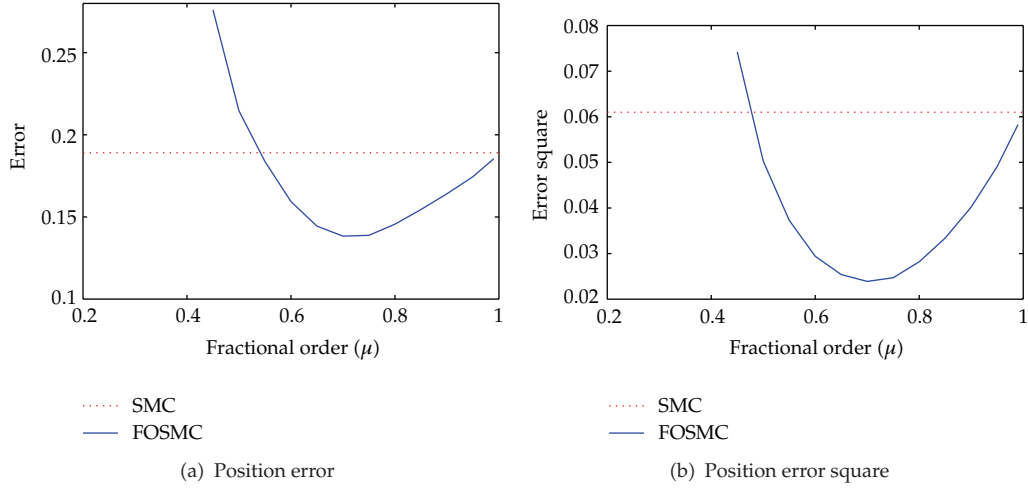 0.25
0.2
0.15
0.1
Error
0.2
0.4
0.6
0.8
1
Fractional order (μ)
SMC
FOSMC
(a) Position error
0.08
0.07
0.06
0.05
0.04
0.03
0.02
Error square
0.2
0.4
0.6
0.8
1
Fractional order (μ)
SMC
FOSMC
(b) Position error square